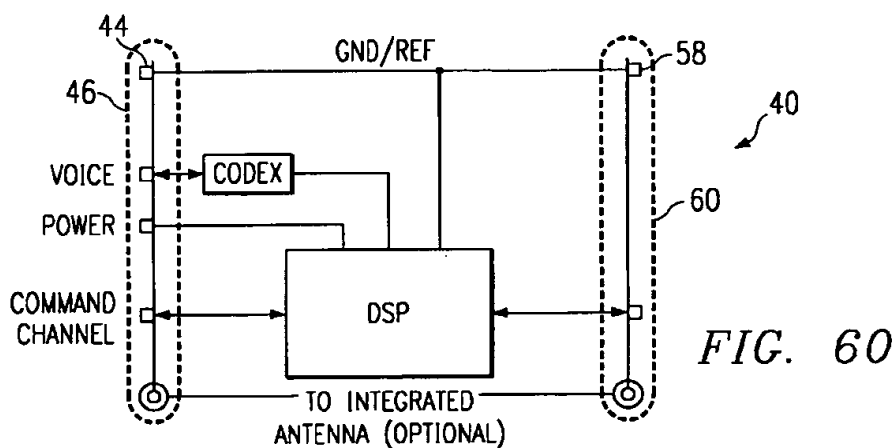 44
GND/REF
58
46
40
VOICE
CODEX
60
POWER
COMMAND
CHANNEL
DSP
FIG. 60
TO INTEGRATED
ANTENNA (OPTIONAL)